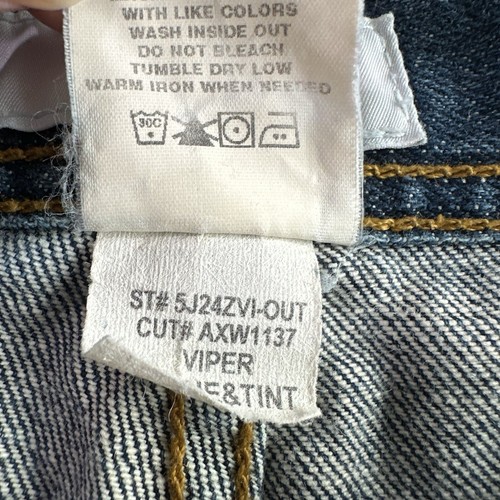 WITH LIKE COLORS
WASH INSIDE OUT
DO NOT BLEACH
TUMBLE DRY LOW
WARM IRON WHEN NEEDED
30C
ST# 5J24ZVI-OUT
CUT# AXW1137
VIPER
E&TINT